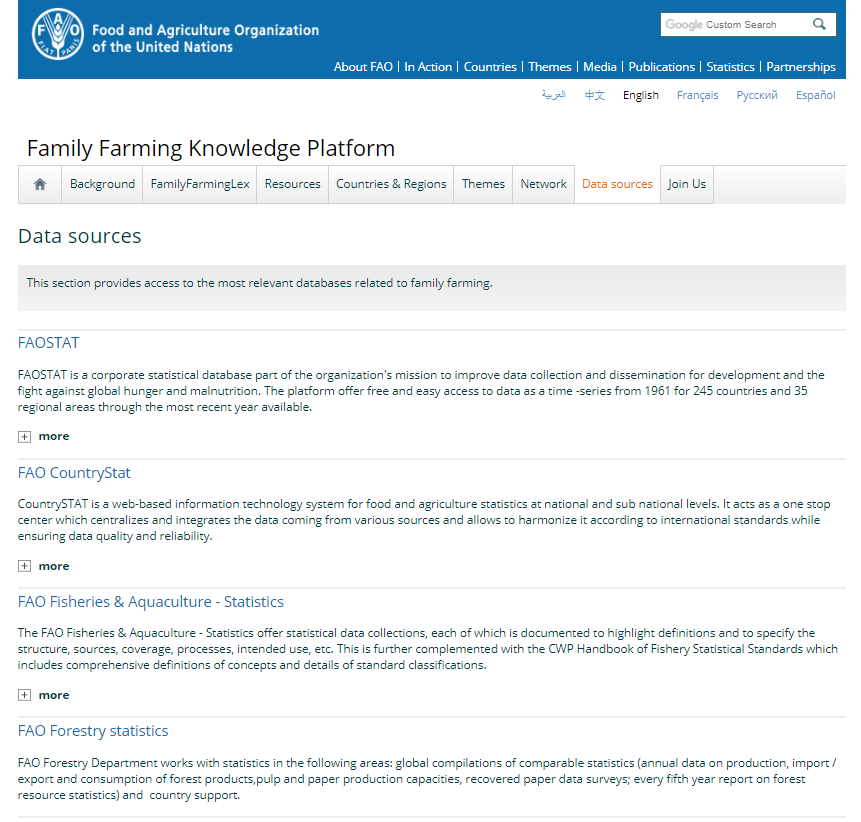 Food and Agriculture Organization
of the United Nations
Google Custom Search
About FAO | In Action | Countries | Themes | Media | Publications | Statistics | Partnerships
العربية 中文 English Français Русский Español
Family Farming Knowledge Platform
Background FamilyFarmingLex Resources Countries & Regions Themes Network Data sources Join Us
Data sources
This section provides access to the most relevant databases related to family farming.
FAOSTAT
FAOSTAT is a corporate statistical database part of the organization's mission to improve data collection and dissemination for development and the
fight against global hunger and malnutrition. The platform offer free and easy access to data as a time -series from 1961 for 245 countries and 35
regional areas through the most recent year available.
more
FAO CountryStat
CountrySTAT is a web-based information technology system for food and agriculture statistics at national and sub national levels. It acts as a one stop
center which centralizes and integrates the data coming from various sources and allows to harmonize it according to international standards while
ensuring data quality and reliability.
more
FAO Fisheries & Aquaculture - Statistics
The FAO Fisheries & Aquaculture - Statistics offer statistical data collections, each of which is documented to highlight definitions and to specify the
structure, sources, coverage, processes, intended use, etc. This is further complemented with the CWP Handbook of Fishery Statistical Standards which
includes comprehensive definitions of concepts and details of standard classifications.
more
FAO Forestry statistics
FAO Forestry Department works with statistics in the following areas: global compilations of comparable statistics (annual data on production, import /
export and consumption of forest products,pulp and paper production capacities, recovered paper data surveys; every fifth year report on forest
resource statistics) and  country support.